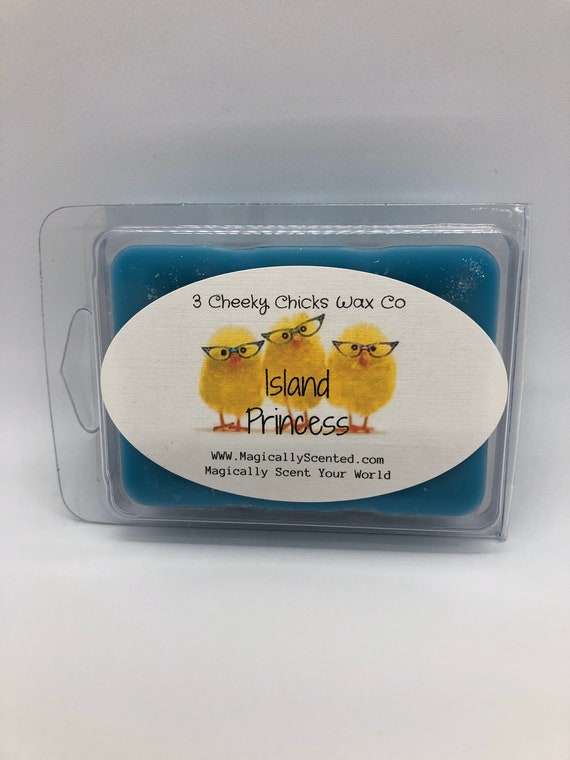 3 Cheeky Chicks Wax Co
Island
Princess
WWW.MagicallyScented.com
Magically Scent Your World